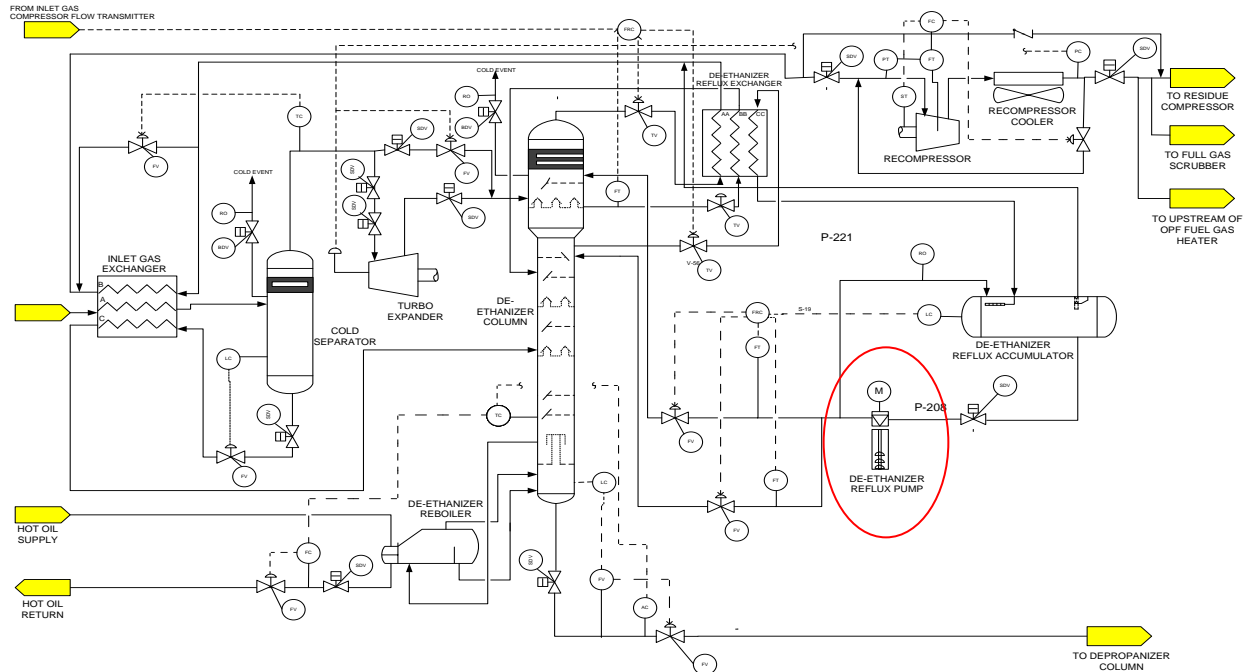 FROM INLET GAS
COMPRESSOR FLOW TRANSMITTER
FRC
FC
PT
FT
PC
SDV
SDV
ST
RECOMPRESSOR
RECOMPRESSOR
COOLER
TO RESIDUE
COMPRESSOR
TO FULL GAS
SCRUBBER
TO UPSTREAM OF
OPF FUEL GAS
HEATER
COLD EVENT
RO
BDV
DE-ETHANIZER
REFLUX EXCHANGER
AA
BB
CC
TV
TC
FV
SDV
FV
SDV
SDV
SDV
COLD EVENT
RO
BDV
FT
TV
V-56
TV
P-221
INLET GAS
EXCHANGER
B
A
C
COLD
SEPARATOR
TURBO
EXPANDER
DE-
ETHANIZER
COLUMN
RO
FRC
S-19
LC
DE-ETHANIZER
REFLUX ACCUMULATOR
FT
LC
SDV
FV
M
P-208
SDV
TC
FV
DE-ETHANIZER
REFLUX PUMP
FT
FV
LC
HOT OIL
SUPPLY
DE-ETHANIZER
REBOILER
FC
SDV
FV
HOT OIL
RETURN
SDV
FV
AC
FV
TO DEPROPANIZER
COLUMN